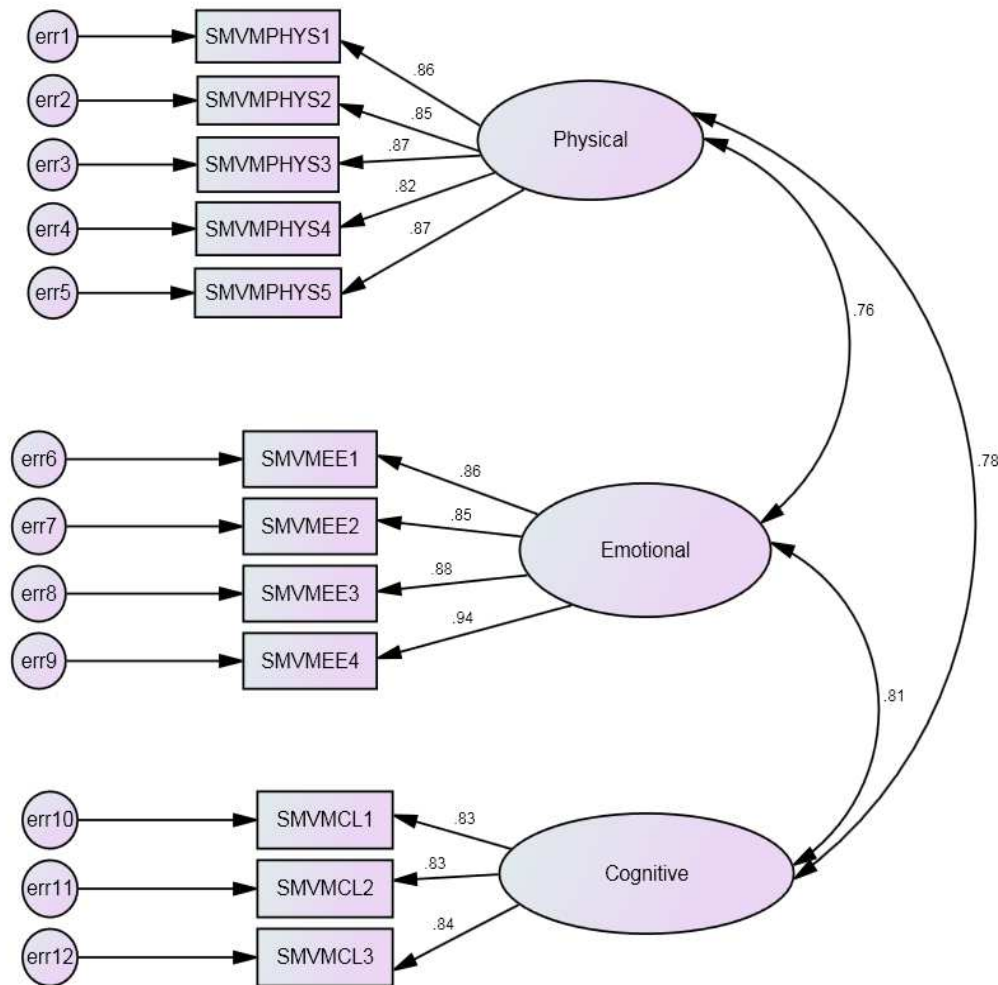 err1
SMVMPHYS1
.86
err2
SMVMPHYS2
.85
Physical
err3
SMVMPHYS3
.87
err4
SMVMPHYS4
.82
err5
SMVMPHYS5
.87
.76
err6
SMVMEE1
.86
.78
err7
SMVMEE2
.85
Emotional
err8
SMVMEE3
.88
err9
SMVMEE4
.94
.81
err10
SMVMCL1
.83
err11
SMVMCL2
.83
Cognitive
err12
SMVMCL3
.84